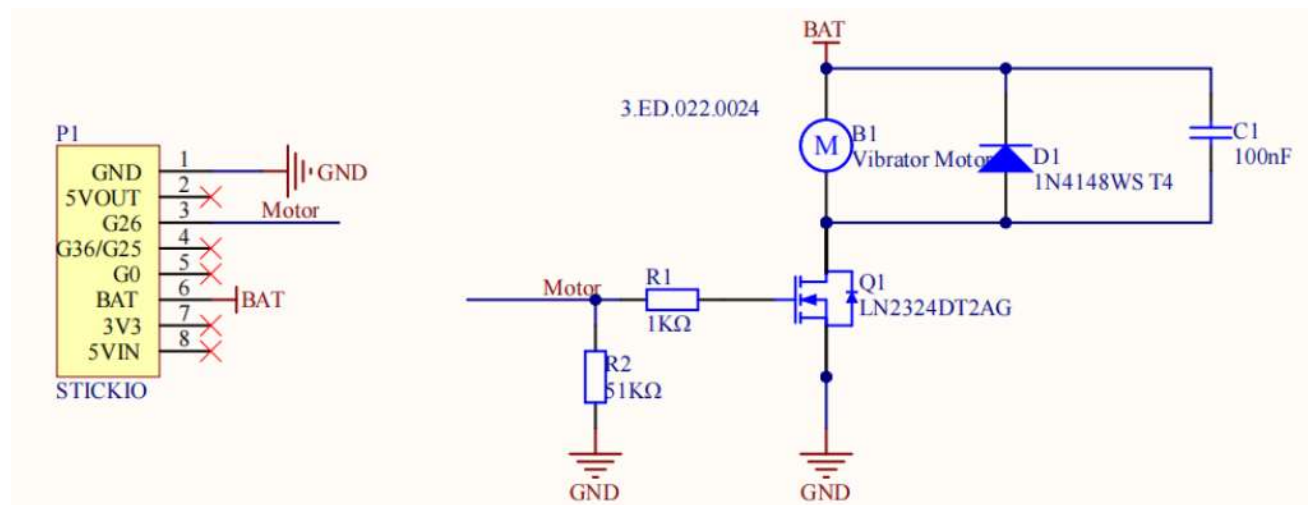 P1
GND 1 GND
5VOUT 2
G26 3 Motor
G36/G25 4
G0 5
BAT 6 BAT
3V3 7
5VIN 8
STICKIO
BAT
3.ED.022.0024
M
B1
Vibrator Motor
D1
1N4148WS T4
C1
100nF
Motor
R1
1KΩ
Q1
LN2324DT2AG
R2
51KΩ
GND
GND